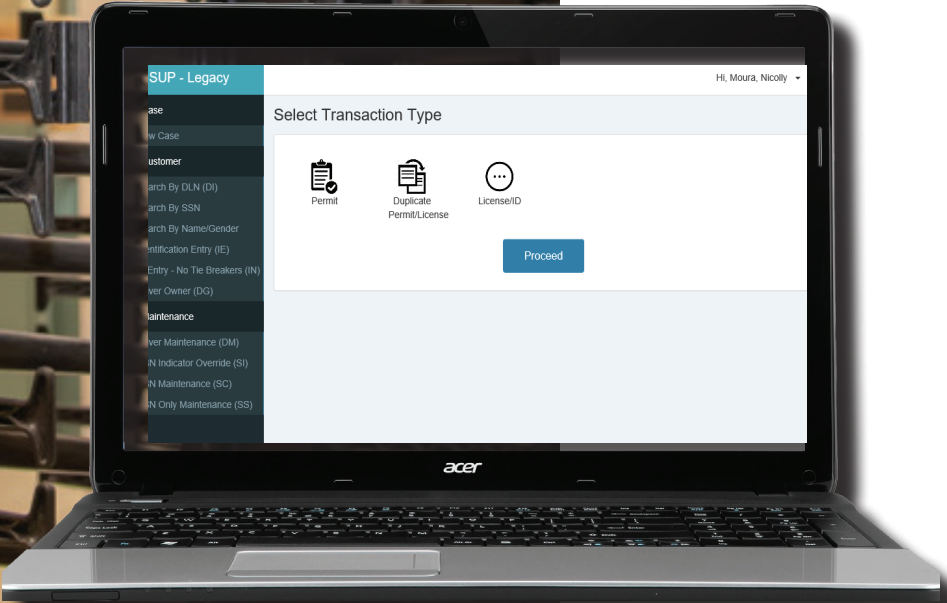 SUP - Legacy
Hi, Moura, Nicolly
ase
Select Transaction Type
w Case
ustomer
arch By DLN (DI)
arch By SSN
arch By Name/Gender
entification Entry (IE)
Entry - No Tie Breakers (IN)
ver Owner (DG)
Permit
Duplicate
Permit/License
License/ID
Proceed
aintenance
ver Maintenance (DM)
N Indicator Override (SI)
N Maintenance (SC)
N Only Maintenance (SS)
acer